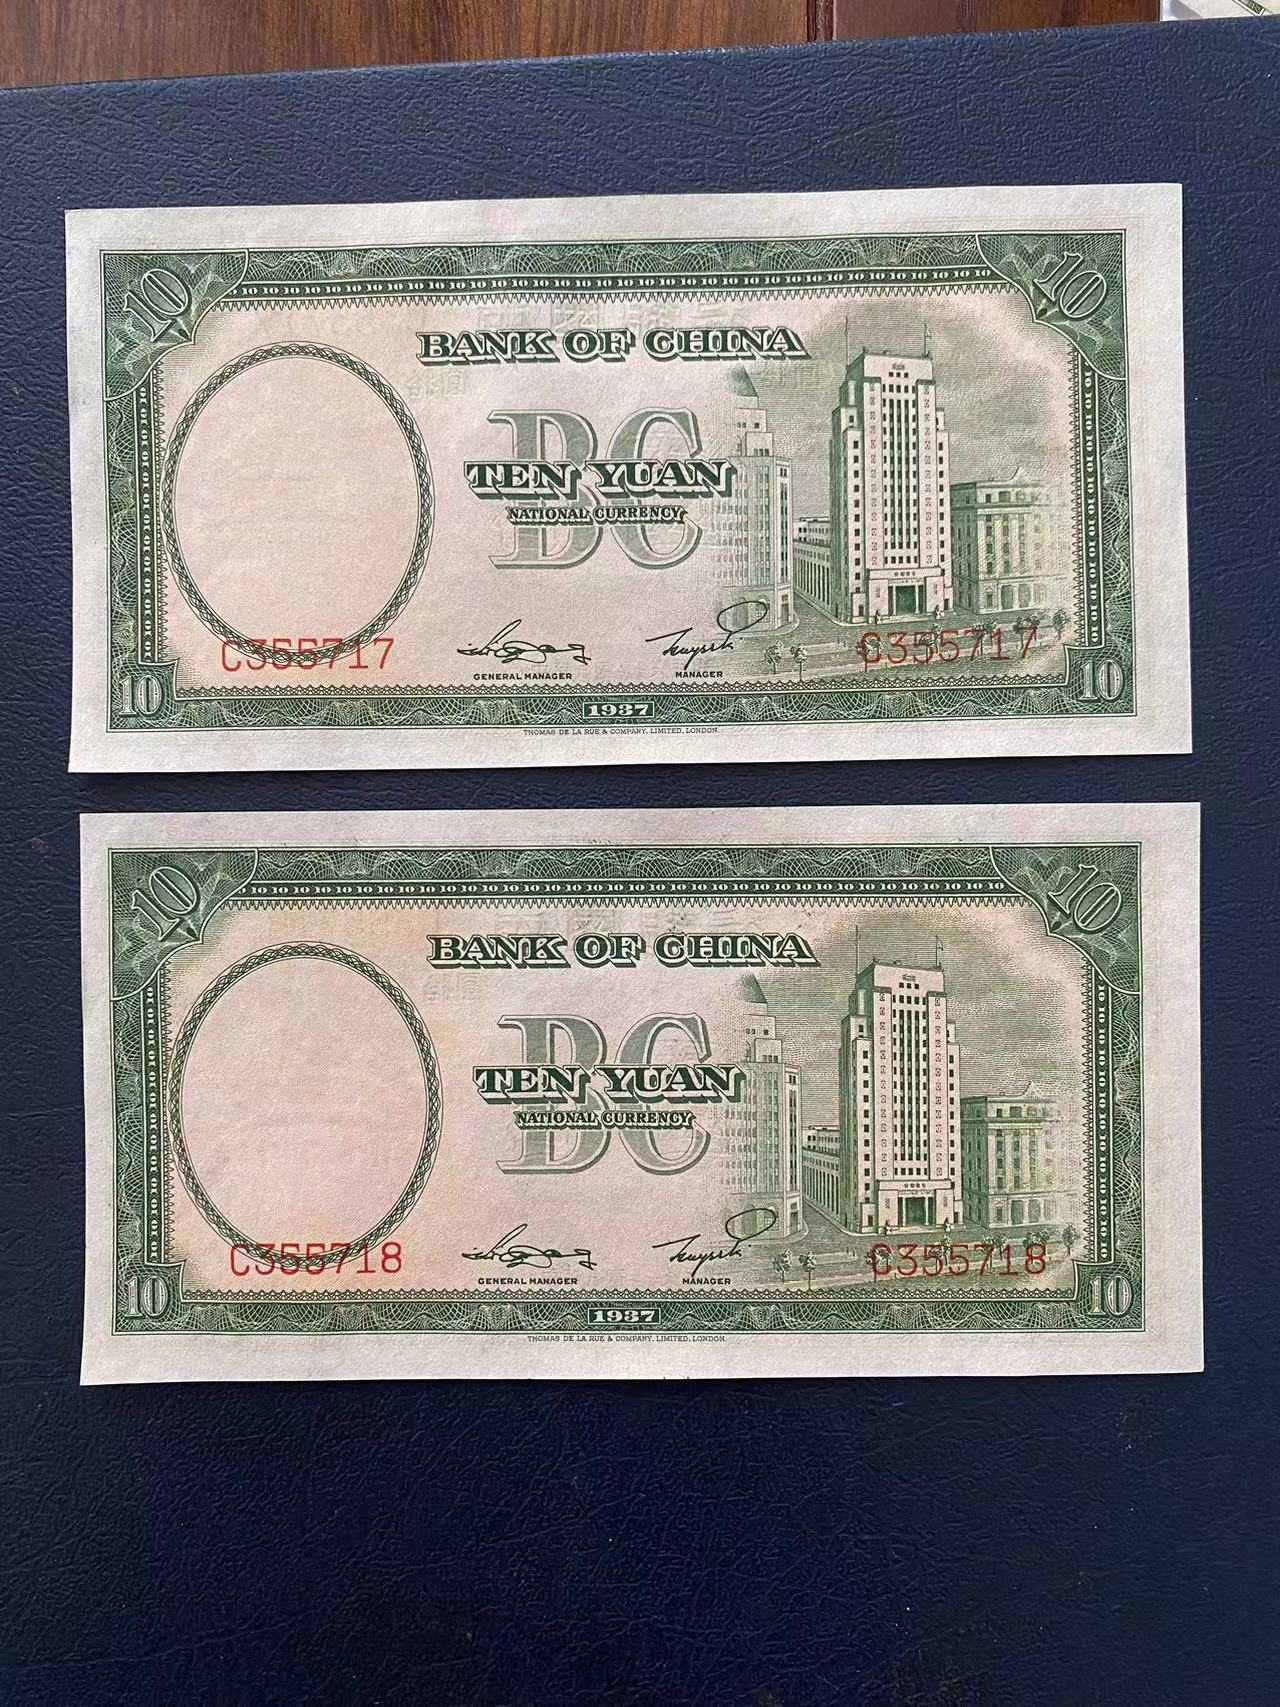 10
10
BANK OF CHINA
BC
TEN YUAN
NATIONAL CURRENCY
C355717
C355717
GENERAL MANAGER
MANAGER
10
1937
10
THOMAS DE LA RUE & COMPANY, LIMITED, LONDON.
10
10
BANK OF CHINA
BC
TEN YUAN
NATIONAL CURRENCY
C355718
C355718
GENERAL MANAGER
MANAGER
10
1937
10
THOMAS DE LA RUE & COMPANY, LIMITED, LONDON.